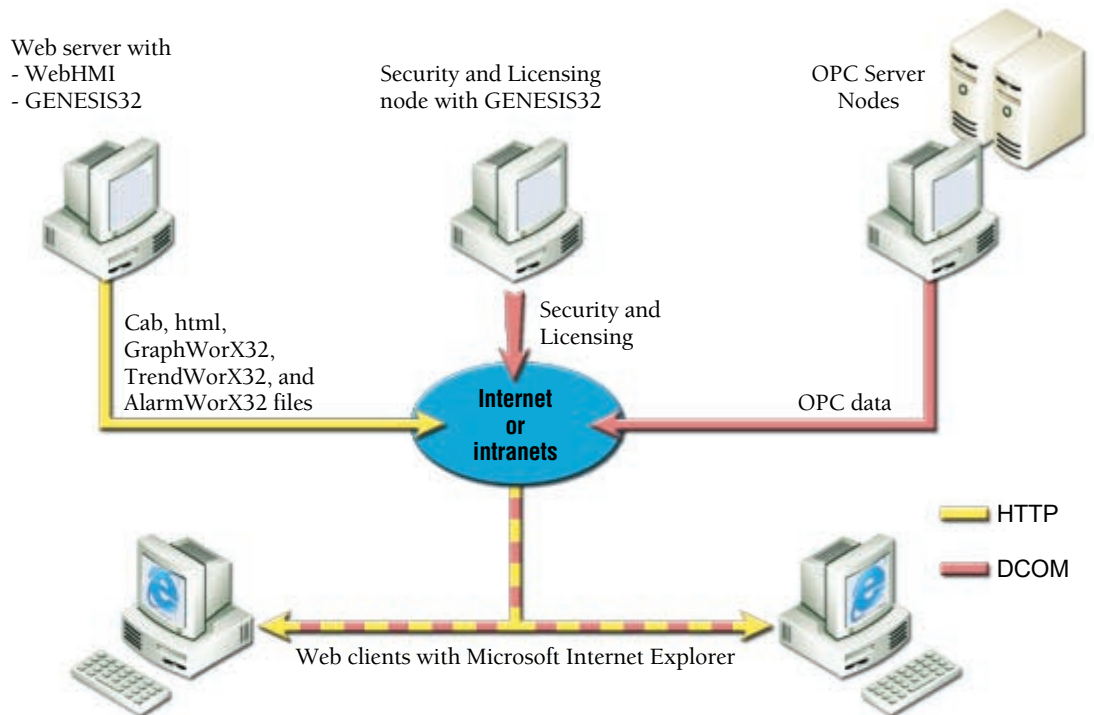 Web server with
- WebHMI
- GENESIS32
Security and Licensing
node with GENESIS32
OPC Server
Nodes
Cab, html,
GraphWorX32,
TrendWorX32, and
AlarmWorX32 files
Security and
Licensing
Internet
or
intranets
OPC data
HTTP
DCOM
Web clients with Microsoft Internet Explorer